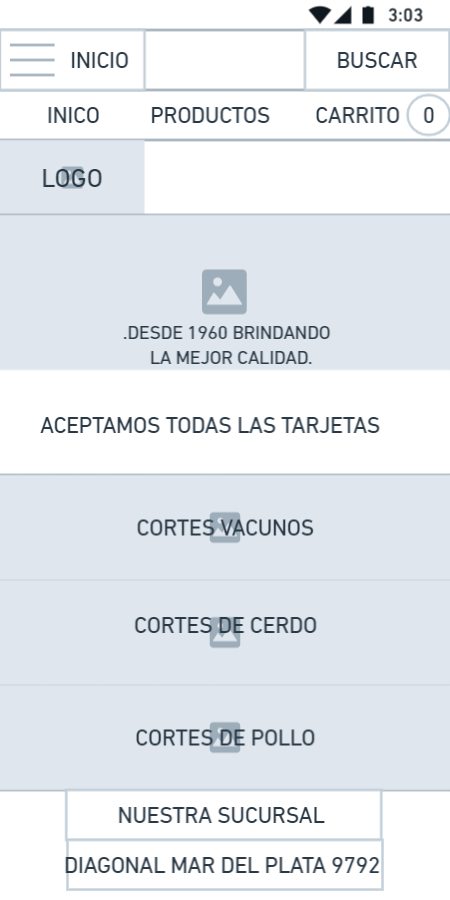 3:03
INICIO
BUSCAR
INICO
PRODUCTOS
CARRITO
0
LOGO
.DESDE 1960 BRINDANDO
LA MEJOR CALIDAD.
ACEPTAMOS TODAS LAS TARJETAS
CORTES VACUNOS
CORTES DE CERDO
CORTES DE POLLO
NUESTRA SUCURSAL
DIAGONAL MAR DEL PLATA 9792